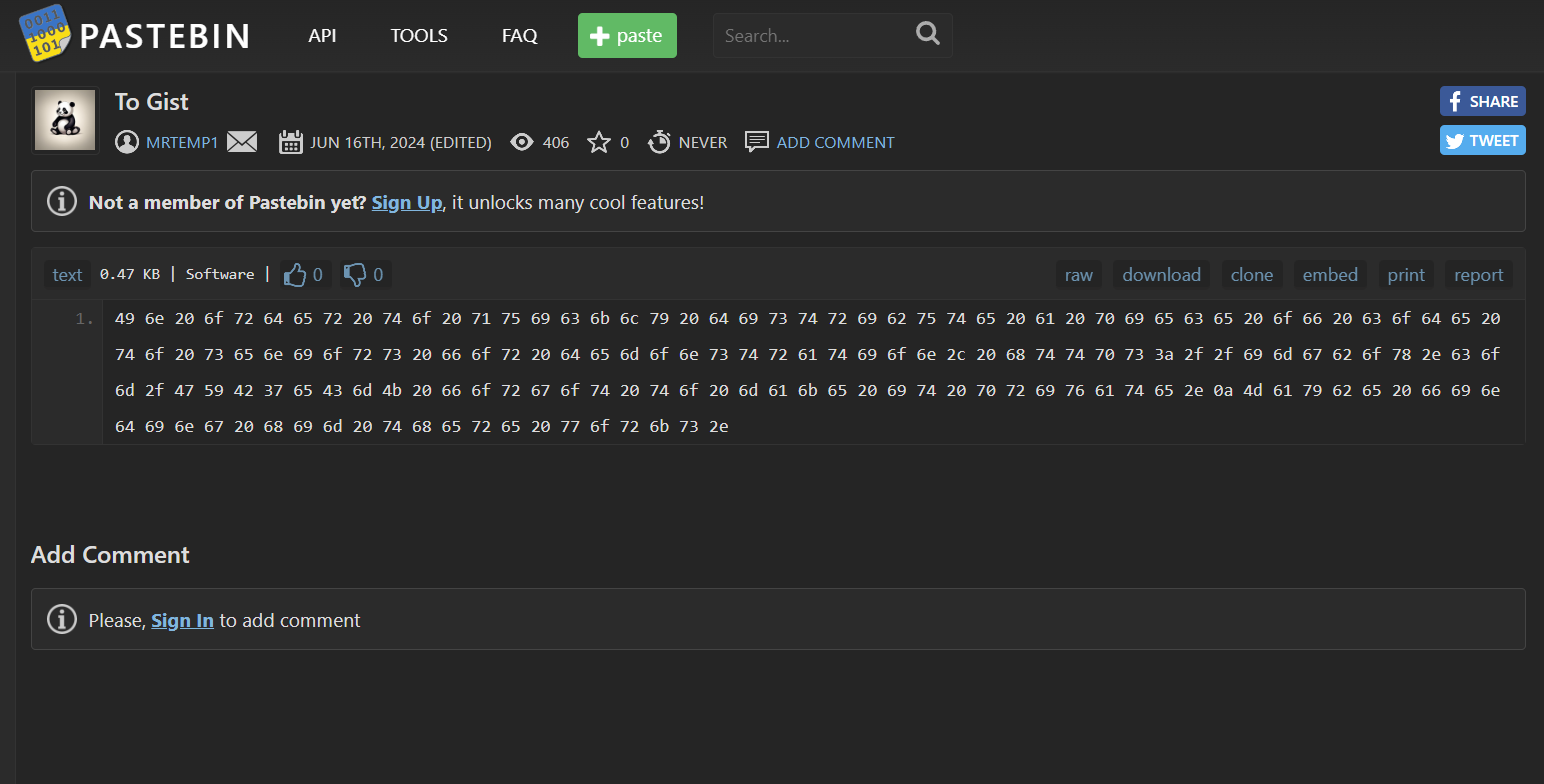 0011
1000
101
PASTEBIN API TOOLS FAQ paste Search...
To Gist
SHARE
MRTEMP1 JUN 16TH, 2024 (EDITED) 406 0 NEVER ADD COMMENT
TWEET
Not a member of Pastebin yet? Sign Up, it unlocks many cool features!
text 0.47 KB | Software | 0 0 raw download clone embed print report
1. 49 6e 20 6f 72 64 65 72 20 74 6f 20 71 75 69 63 6b 6c 79 20 64 69 73 74 72 69 62 75 74 65 20 61 20 70 69 65 63 65 20 6f 66 20 63 6f 64 65 20
74 6f 20 73 65 6e 69 6f 72 73 20 66 6f 72 20 64 65 6d 6f 6e 73 74 72 61 74 69 6f 6e 2c 20 68 74 74 70 73 3a 2f 2f 69 6d 67 62 6f 78 2e 63 6f
6d 2f 47 59 42 37 65 43 6d 4b 20 66 6f 72 67 6f 74 20 74 6f 20 6d 61 6b 65 20 69 74 20 70 72 69 76 61 74 65 2e 0a 4d 61 79 62 65 20 66 69 6e
64 69 6e 67 20 68 69 6d 20 74 68 65 72 65 20 77 6f 72 6b 73 2e
Add Comment
Please, Sign In to add comment